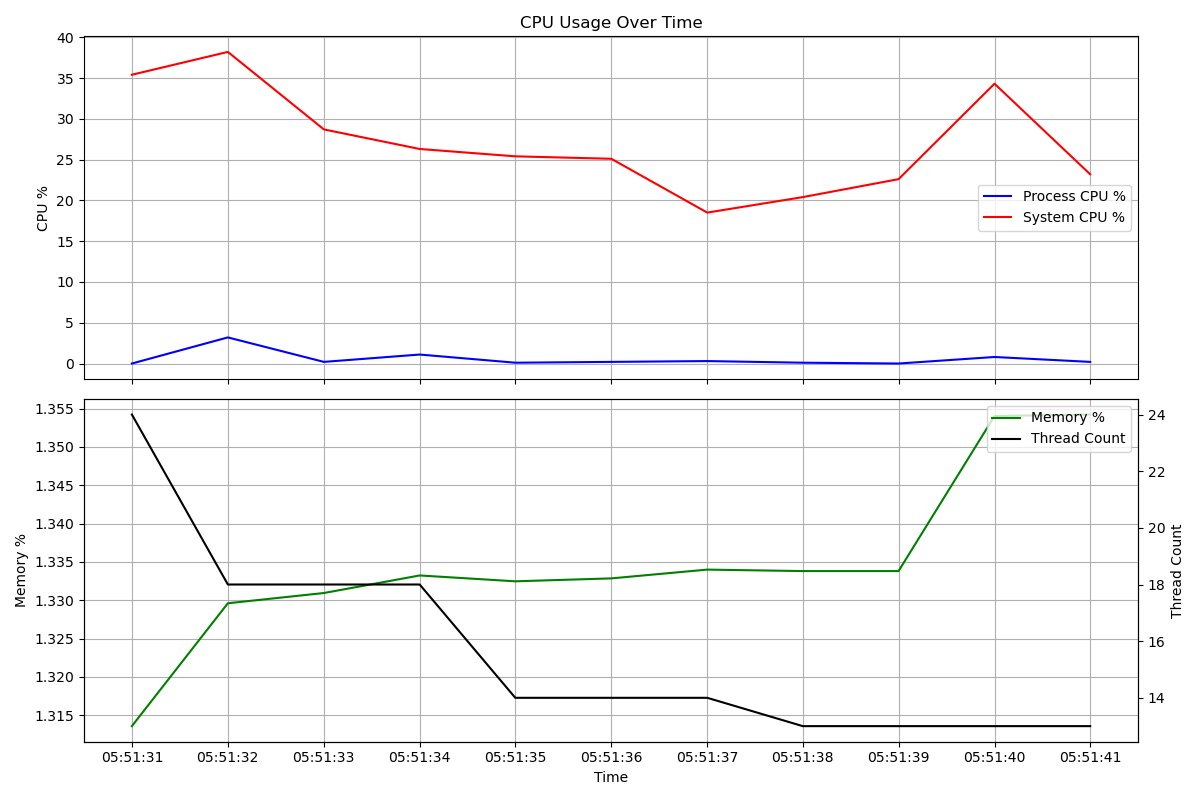 CPU Usage Over Time
40
35
30
25
20
15
10
5
0
CPU %
Process CPU %
System CPU %
1.355
1.350
1.345
1.340
1.335
1.330
1.325
1.320
1.315
Memory %
Memory %
Thread Count
24
22
20
18
16
14
Thread Count
05:51:31 05:51:32 05:51:33 05:51:34 05:51:35 05:51:36 05:51:37 05:51:38 05:51:39 05:51:40 05:51:41
Time